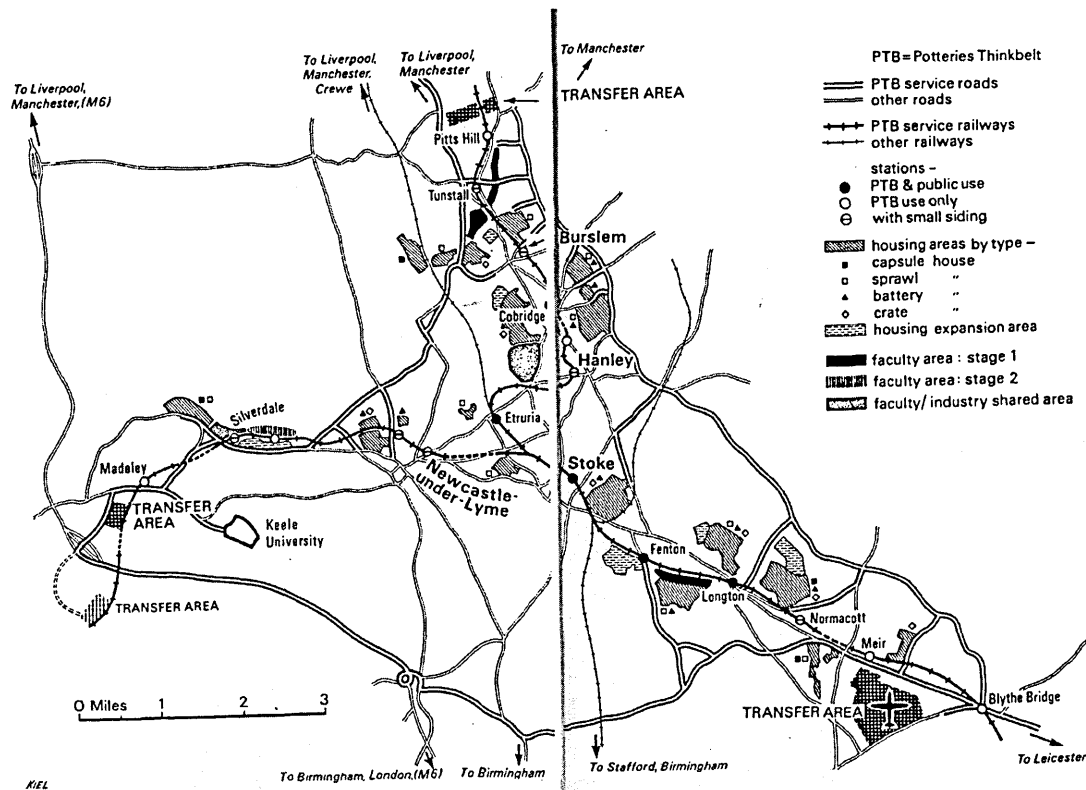 To Liverpool,
Manchester,(M6)
To Liverpool,
Manchester,
Crewe
To Liverpool,
Manchester
To Manchester
TRANSFER AREA
Pitts Hill
Tunstall
Burslem
Cobridge
Hanley
Etruria
Silverdale
Madeley
TRANSFER
AREA
Keele
University
Newcastle-
under-Lyme
Stoke
TRANSFER AREA
Fenton
Longton
Normacott
Meir
TRANSFER AREA
Blythe Bridge
To Leicester
0 Miles 1 2 3
To Birmingham, London,(M6)
To Birmingham
To Stafford, Birmingham
KIEL
PTB=Potteries Thinkbelt
PTB service roads
other roads
PTB service railways
other railways
stations –
PTB & public use
PTB use only
with small siding
housing areas by type –
capsule house
sprawl "
battery "
crate "
housing expansion area
faculty area: stage 1
faculty area: stage 2
faculty/industry shared area